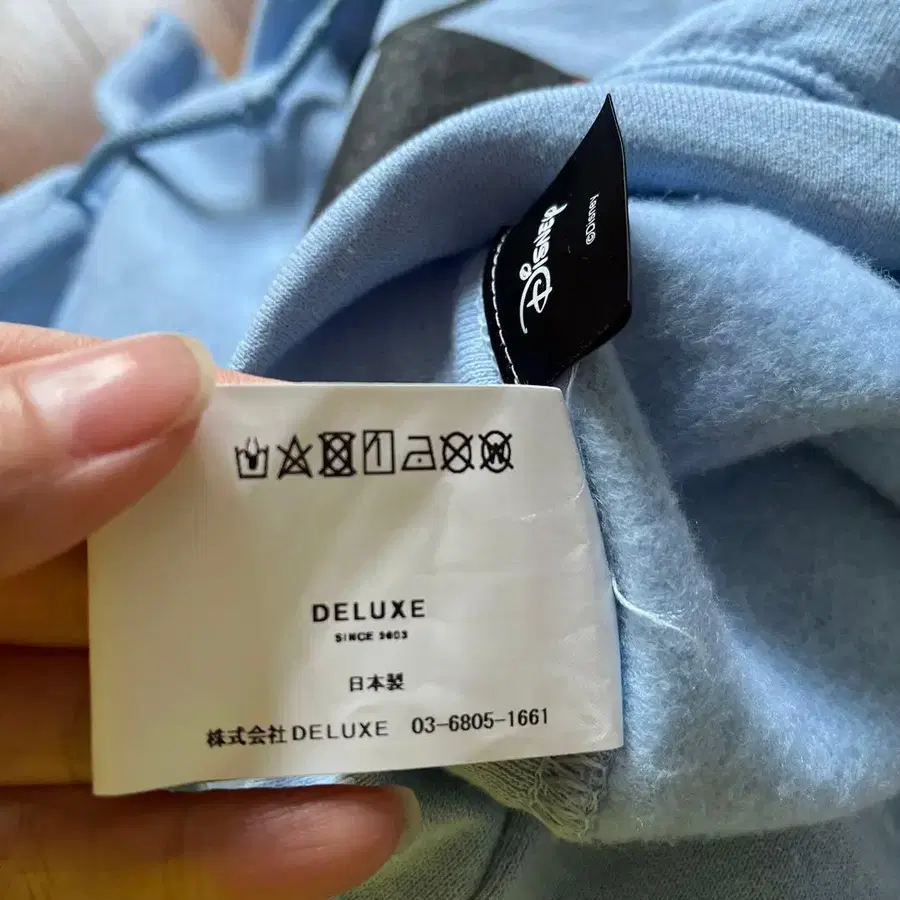 Disney
©Disney
W
DELUXE
SINCE 2003
日本製
株式会社DELUXE 03-6805-1661